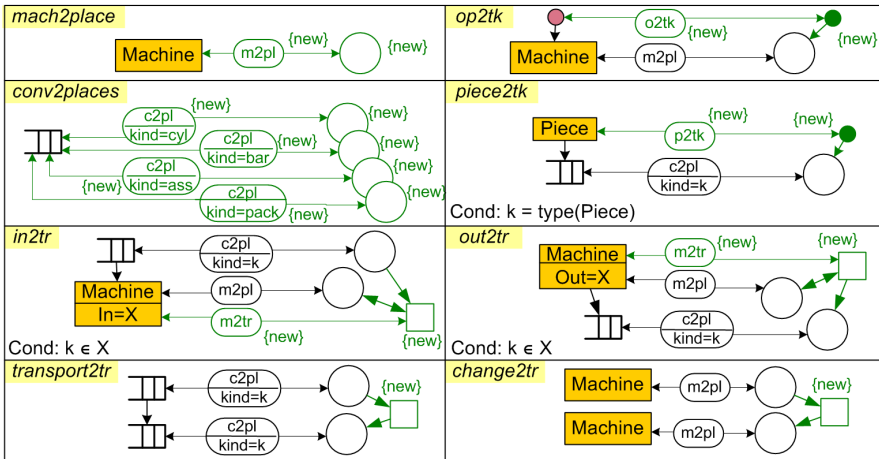 mach2place
Machine
m2pl
{new}
{new}
op2tk
o2tk
{new}
{new}
Machine
m2pl
conv2places
c2pl
kind=cyl
{new}
{new}
c2pl
kind=bar
{new}
{new}
c2pl
kind=ass
{new}
{new}
c2pl
kind=pack
{new}
{new}
piece2tk
Piece
p2tk
{new}
{new}
c2pl
kind=k
Cond: k = type(Piece)
in2tr
c2pl
kind=k
Machine
In=X
m2pl
m2tr
{new}
{new}
Cond: k ϵ X
out2tr
Machine
Out=X
m2tr
{new}
{new}
m2pl
c2pl
kind=k
Cond: k ϵ X
transport2tr
c2pl
kind=k
{new}
c2pl
kind=k
change2tr
Machine
m2pl
{new}
Machine
m2pl